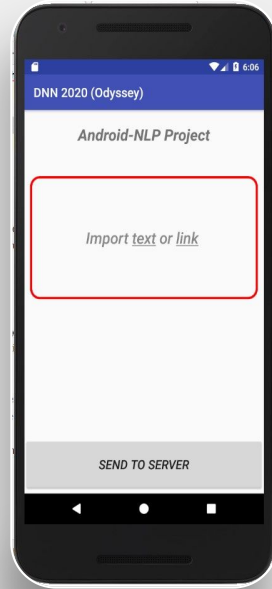 6:06
DNN 2020 (Odyssey)
Android-NLP Project
Import text or link
SEND TO SERVER